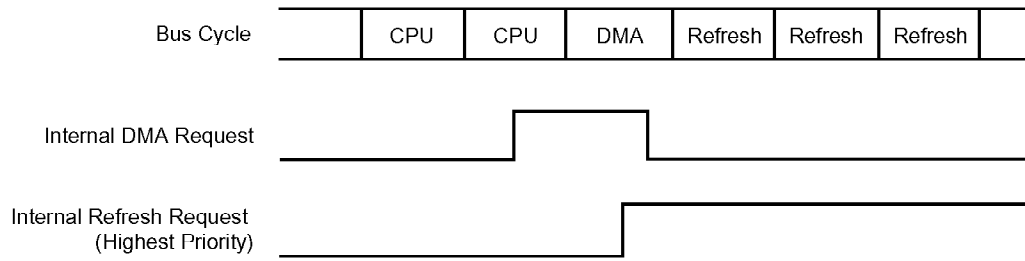 Bus Cycle CPU CPU DMA Refresh Refresh Refresh
Internal DMA Request
Internal Refresh Request
(Highest Priority)